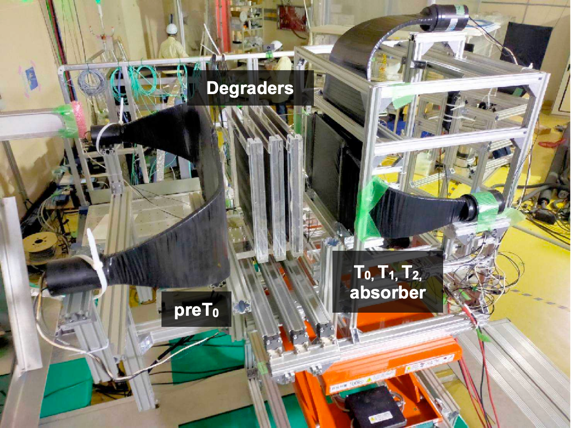 Degraders
T₀, T₁, T₂,
absorber
preT₀